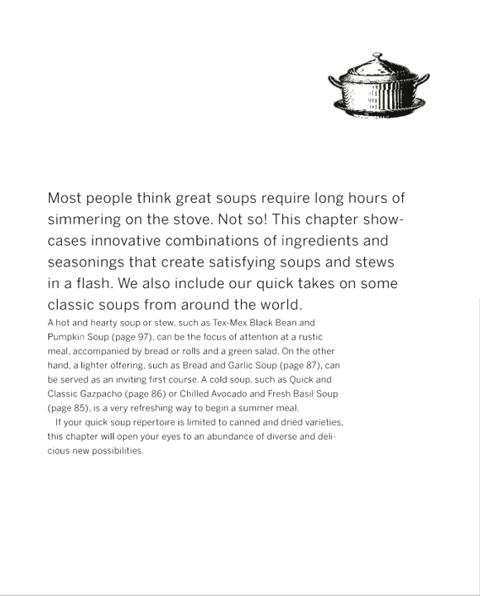 Most people think great soups require long hours of
simmering on the stove. Not so! This chapter show-
cases innovative combinations of ingredients and
seasonings that create satisfying soups and stews
in a flash. We also include our quick takes on some
classic soups from around the world.
A hot and hearty soup or stew, such as Tex-Mex Black Bean and
Pumpkin Soup (page 97), can be the focus of attention at a rustic
meal, accompanied by bread or rolls and a green salad. On the other
hand, a lighter offering, such as Bread and Garlic Soup (page 87), can
be served as an inviting first course. A cold soup, such as Quick and
Classic Gazpacho (page 86) or Chilled Avocado and Fresh Basil Soup
(page 85), is a very refreshing way to begin a summer meal.
If your quick soup repertoire is limited to canned and dried varieties,
this chapter will open your eyes to an abundance of diverse and deli-
cious new possibilities.